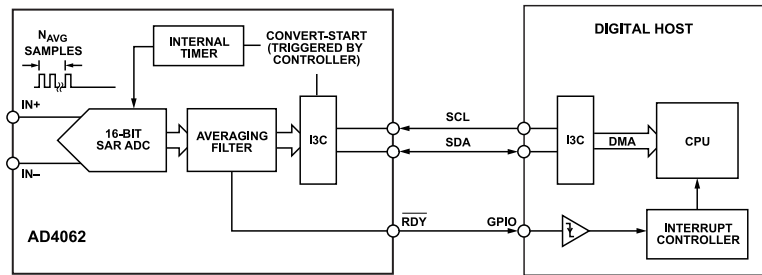 N_AVG
SAMPLES
INTERNAL
TIMER
CONVERT-START
(TRIGGERED BY
CONTROLLER)
IN+
IN–
16-BIT
SAR ADC
AVERAGING
FILTER
I3C
AD4062
SCL
SDA
RDY
GPIO
DIGITAL HOST
I3C
DMA
CPU
INTERRUPT
CONTROLLER